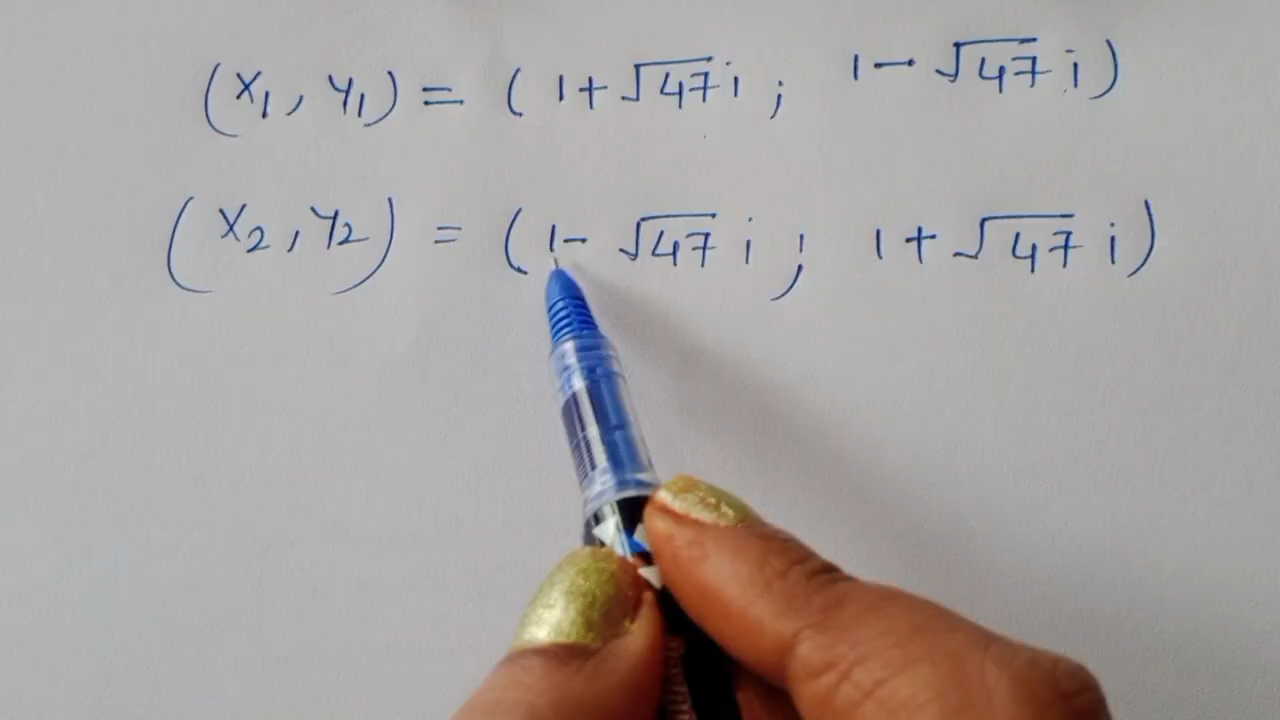 (x₁, y₁) = (1+√47 i ; 1-√47 i)
(x₂, y₂) = (1-√47 i ; 1+√47 i)